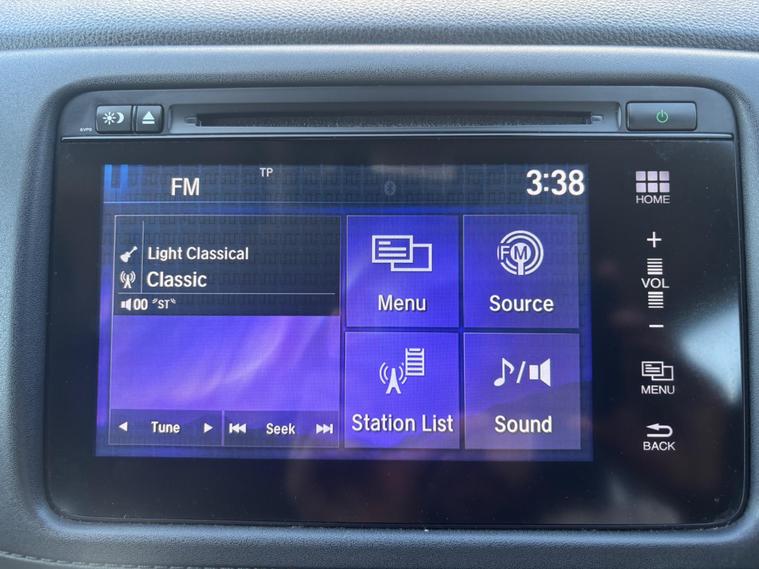 FM
TP
3:38
HOME
Light Classical
Classic
00 "ST"
Menu
FM
Source
+
VOL
−
Tune
Seek
Station List
Sound
MENU
BACK